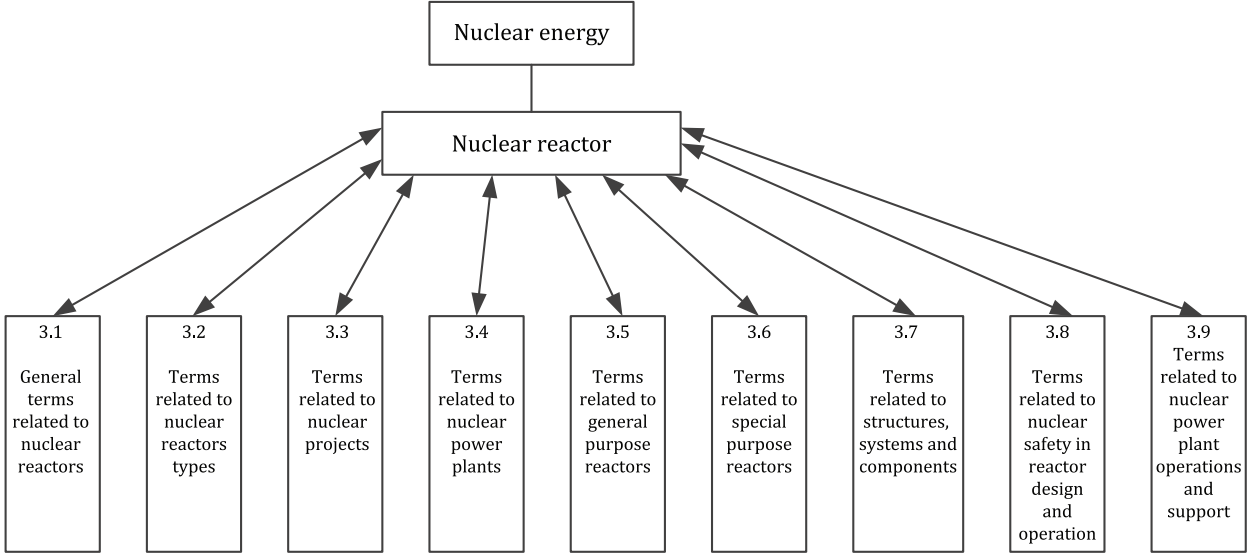 Nuclear energy
Nuclear reactor
3.1
General
terms
related to
nuclear
reactors
3.2
Terms
related to
nuclear
reactors
types
3.3
Terms
related to
nuclear
projects
3.4
Terms
related to
nuclear
power
plants
3.5
Terms
related to
general
purpose
reactors
3.6
Terms
related to
special
purpose
reactors
3.7
Terms
related to
structures,
systems and
components
3.8
Terms
related to
nuclear
safety in
reactor
design
and
operation
3.9
Terms
related to
nuclear
power
plant
operations
and
support